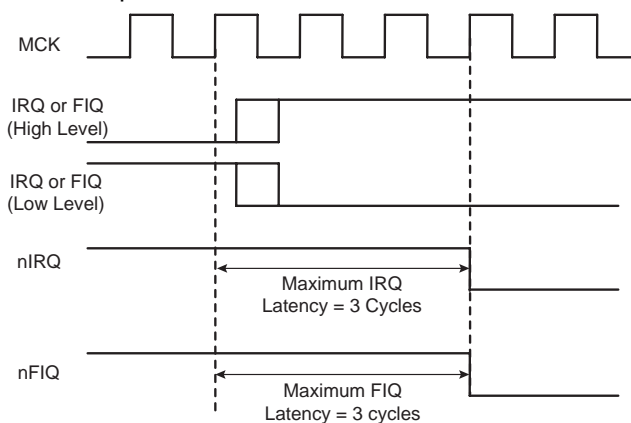 MCK
IRQ or FIQ
(High Level)
IRQ or FIQ
(Low Level)
nIRQ
Maximum IRQ
Latency = 3 Cycles
nFIQ
Maximum FIQ
Latency = 3 cycles